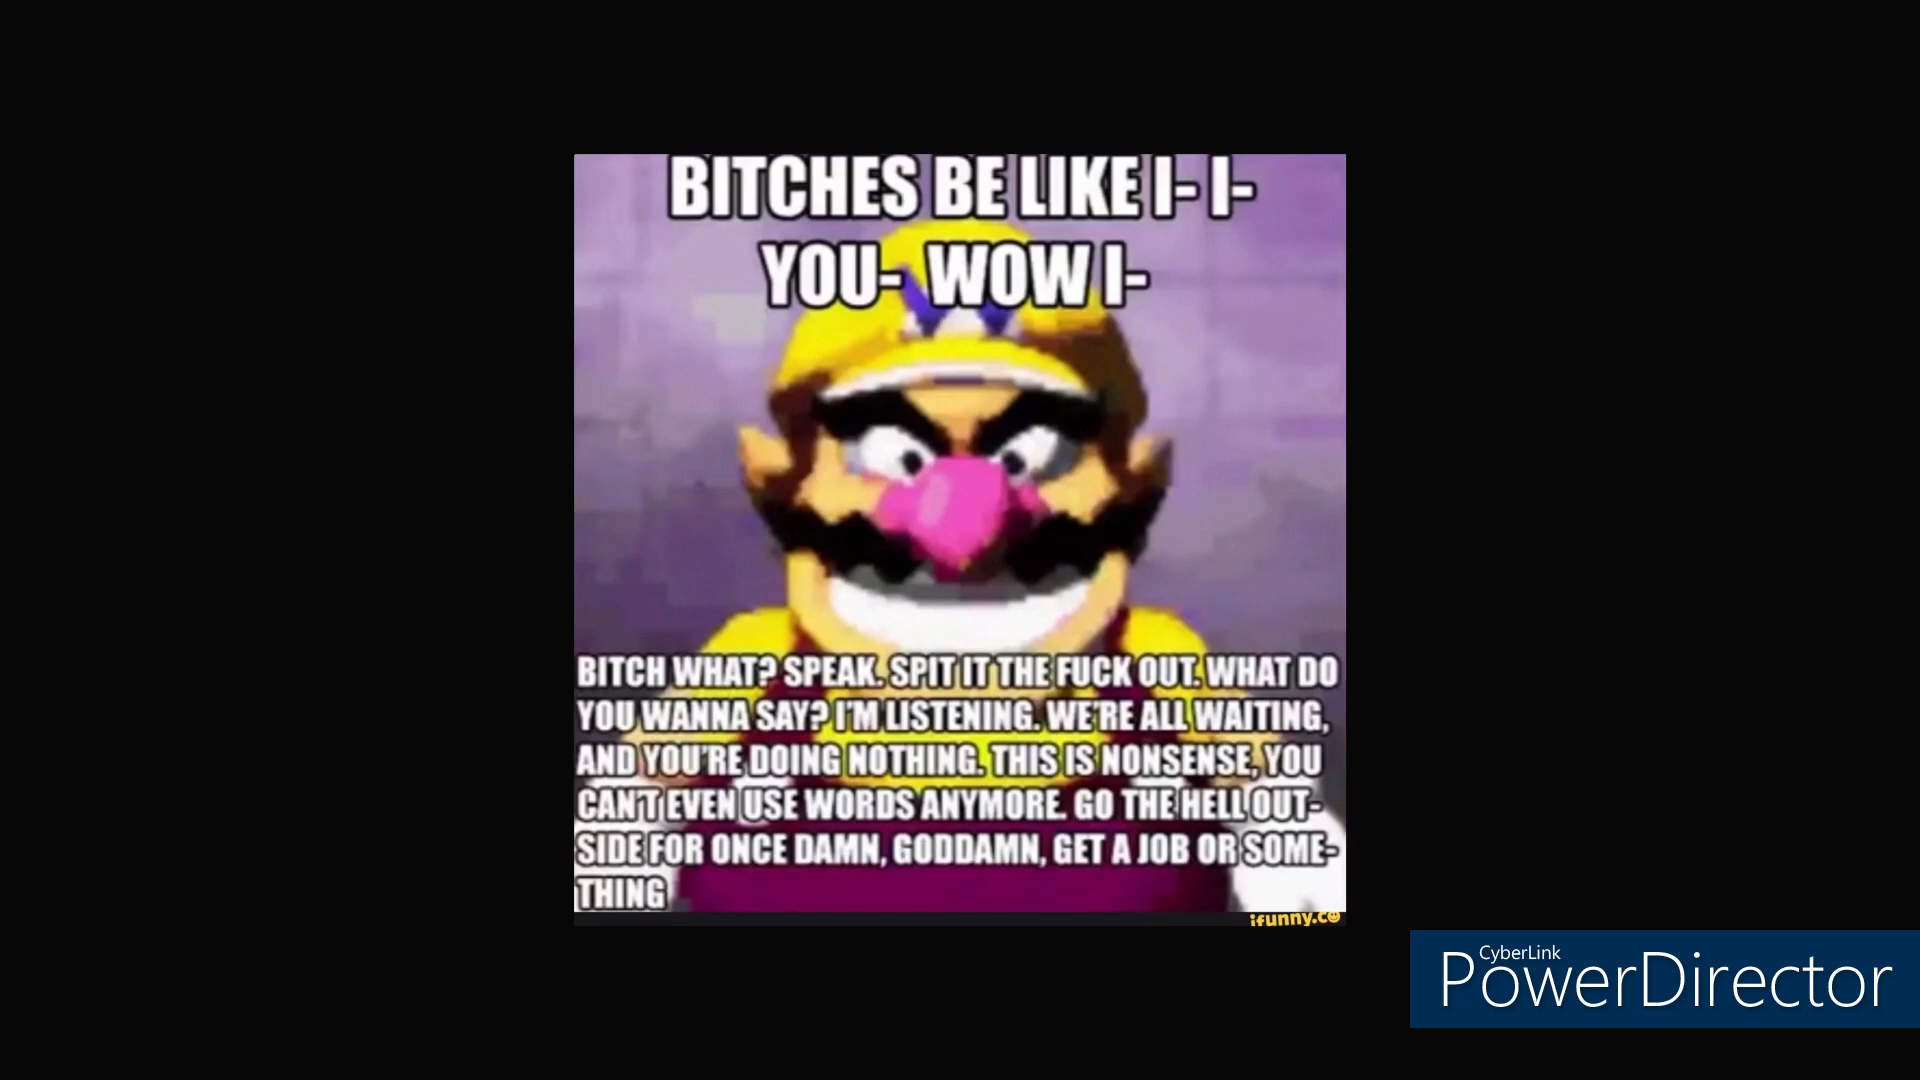 BITCHES BE LIKE I- I-
YOU- WOW I-
BITCH WHAT? SPEAK. SPIT IT THE FUCK OUT. WHAT DO
YOU WANNA SAY? I'M LISTENING. WE'RE ALL WAITING,
AND YOU'RE DOING NOTHING. THIS IS NONSENSE, YOU
CAN'T EVEN USE WORDS ANYMORE. GO THE HELL OUT-
SIDE FOR ONCE DAMN, GODDAMN, GET A JOB OR SOME-
THING
ifunny.co
CyberLink
PowerDirector